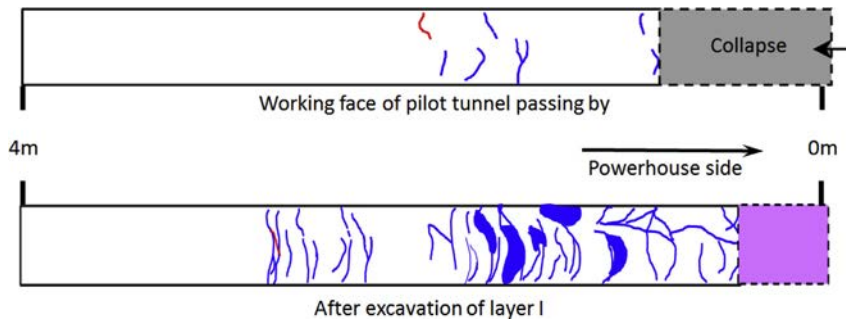 Collapse
Working face of pilot tunnel passing by
4m
0m
Powerhouse side
After excavation of layer I